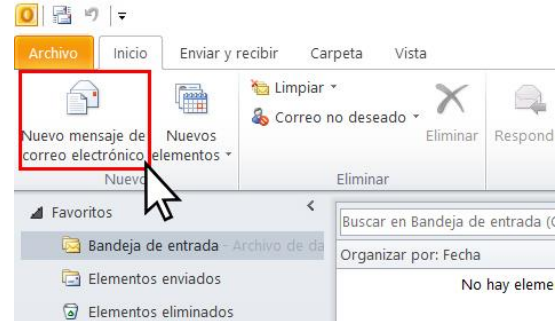 Archivo Inicio Enviar y recibir Carpeta Vista
Nuevo mensaje de correo electrónico
Nuevos elementos
Limpiar
Correo no deseado
Eliminar
Respond
Nuevo
Eliminar
Favoritos
Bandeja de entrada - Archivo de da
Elementos enviados
Elementos eliminados
Buscar en Bandeja de entrada (C
Organizar por: Fecha
No hay eleme